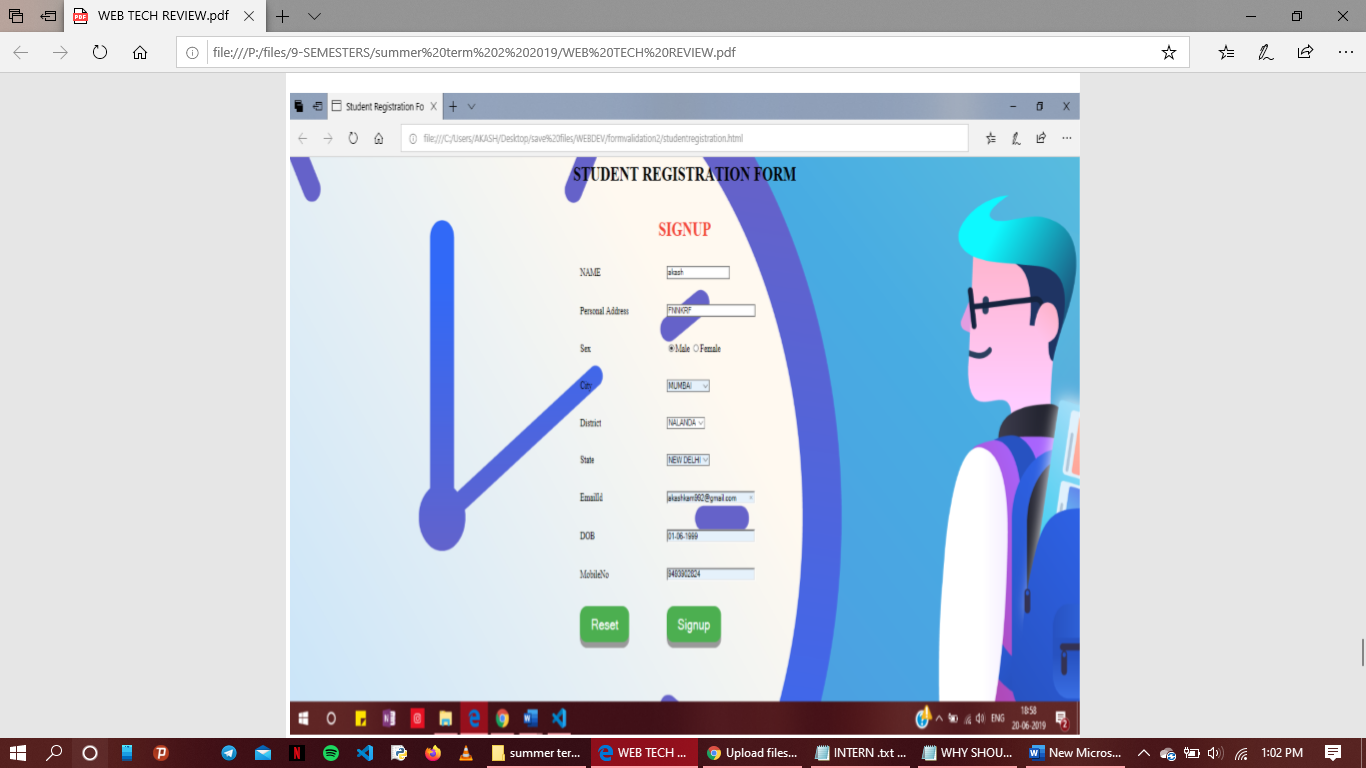 WEB TECH REVIEW.pdf
file:///P:/files/9-SEMESTERS/summer%20term%202%202019/WEB%20TECH%20REVIEW.pdf
Student Registration Fo
file:///C:/Users/AKASH/Desktop/save%20files/WEBDEV/formvalidation2/studentregistration.html
STUDENT REGISTRATION FORM
SIGNUP
NAME akash
Personal Address FNNKRF
Sex Male Female
City MUMBAI
District NALANDA
State NEW DELHI
EmailId akashkam982@gmail.com
DOB 01-06-1999
MobileNo 9483902824
Reset Signup
ENG 18:58
20-06-2019
2
summer ter... WEB TECH ... Upload files... INTERN .txt ... WHY SHOU... New Micros... 1:02 PM